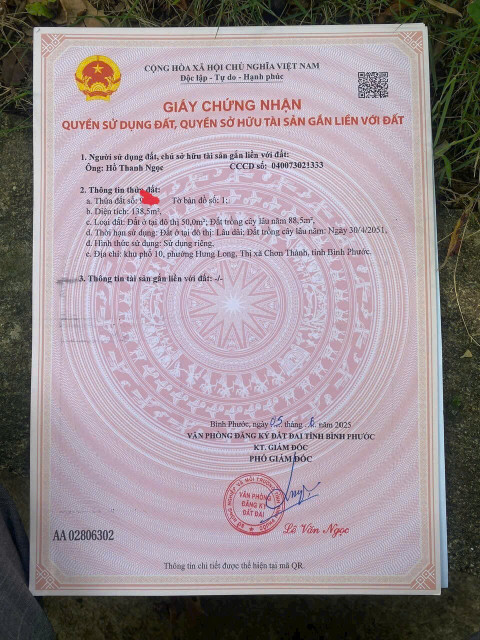 CỘNG HÒA XÃ HỘI CHỦ NGHĨA VIỆT NAM
Độc lập - Tự do - Hạnh phúc
GIẤY CHỨNG NHẬN
QUYỀN SỬ DỤNG ĐẤT, QUYỀN SỞ HỮU TÀI SẢN GẮN LIỀN VỚI ĐẤT
1. Người sử dụng đất, chủ sở hữu tài sản gắn liền với đất:
Ông: Hồ Thanh Ngọc CCCD số: 040073021333
2. Thông tin thửa đất:
a. Thửa đất số: Tờ bản đồ số: 1;
b. Diện tích: 138,5m²;
c. Loại đất: Đất ở tại đô thị 50,0m²; Đất trồng cây lâu năm 88,5m²;
d. Thời hạn sử dụng: Đất ở tại đô thị: Lâu dài; Đất trồng cây lâu năm: Ngày 30/4/2051.
đ. Hình thức sử dụng: Sử dụng riêng.
e. Địa chỉ: khu phố 10, phường Hưng Long, Thị xã Chơn Thành, tỉnh Bình Phước.
3. Thông tin tài sản gắn liền với đất: -/-
Bình Phước, ngày 05 tháng 6 năm 2025
VĂN PHÒNG ĐĂNG KÝ ĐẤT ĐAI TỈNH BÌNH PHƯỚC
KT. GIÁM ĐỐC
PHÓ GIÁM ĐỐC
VĂN PHÒNG
ĐĂNG KÝ
ĐẤT ĐAI
Lê Văn Ngọc
AA 02806302
Thông tin chi tiết được thể hiện tại mã QR.